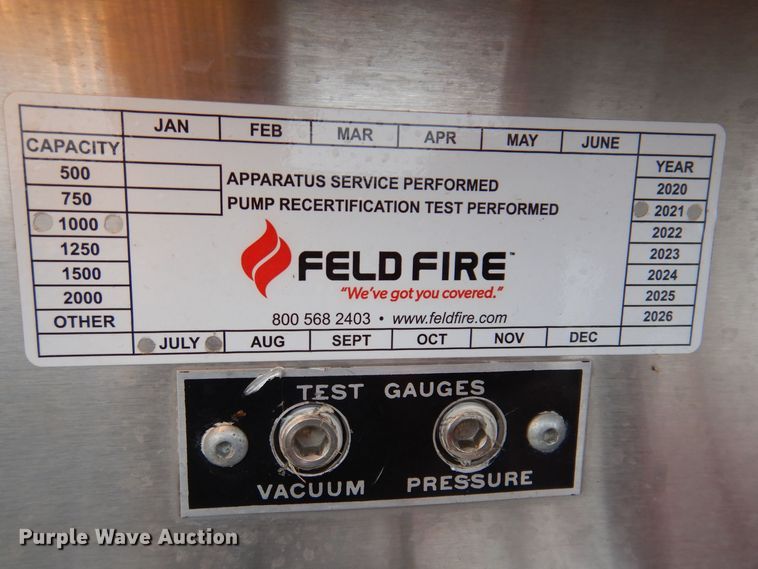 JAN FEB MAR APR MAY JUNE
CAPACITY
500
750
1000
1250
1500
2000
OTHER
APPARATUS SERVICE PERFORMED
PUMP RECERTIFICATION TEST PERFORMED
FELD FIRE™
"We've got you covered."
800 568 2403 • www.feldfire.com
YEAR
2020
2021
2022
2023
2024
2025
2026
JULY AUG SEPT OCT NOV DEC
TEST GAUGES
VACUUM PRESSURE
Purple Wave Auction